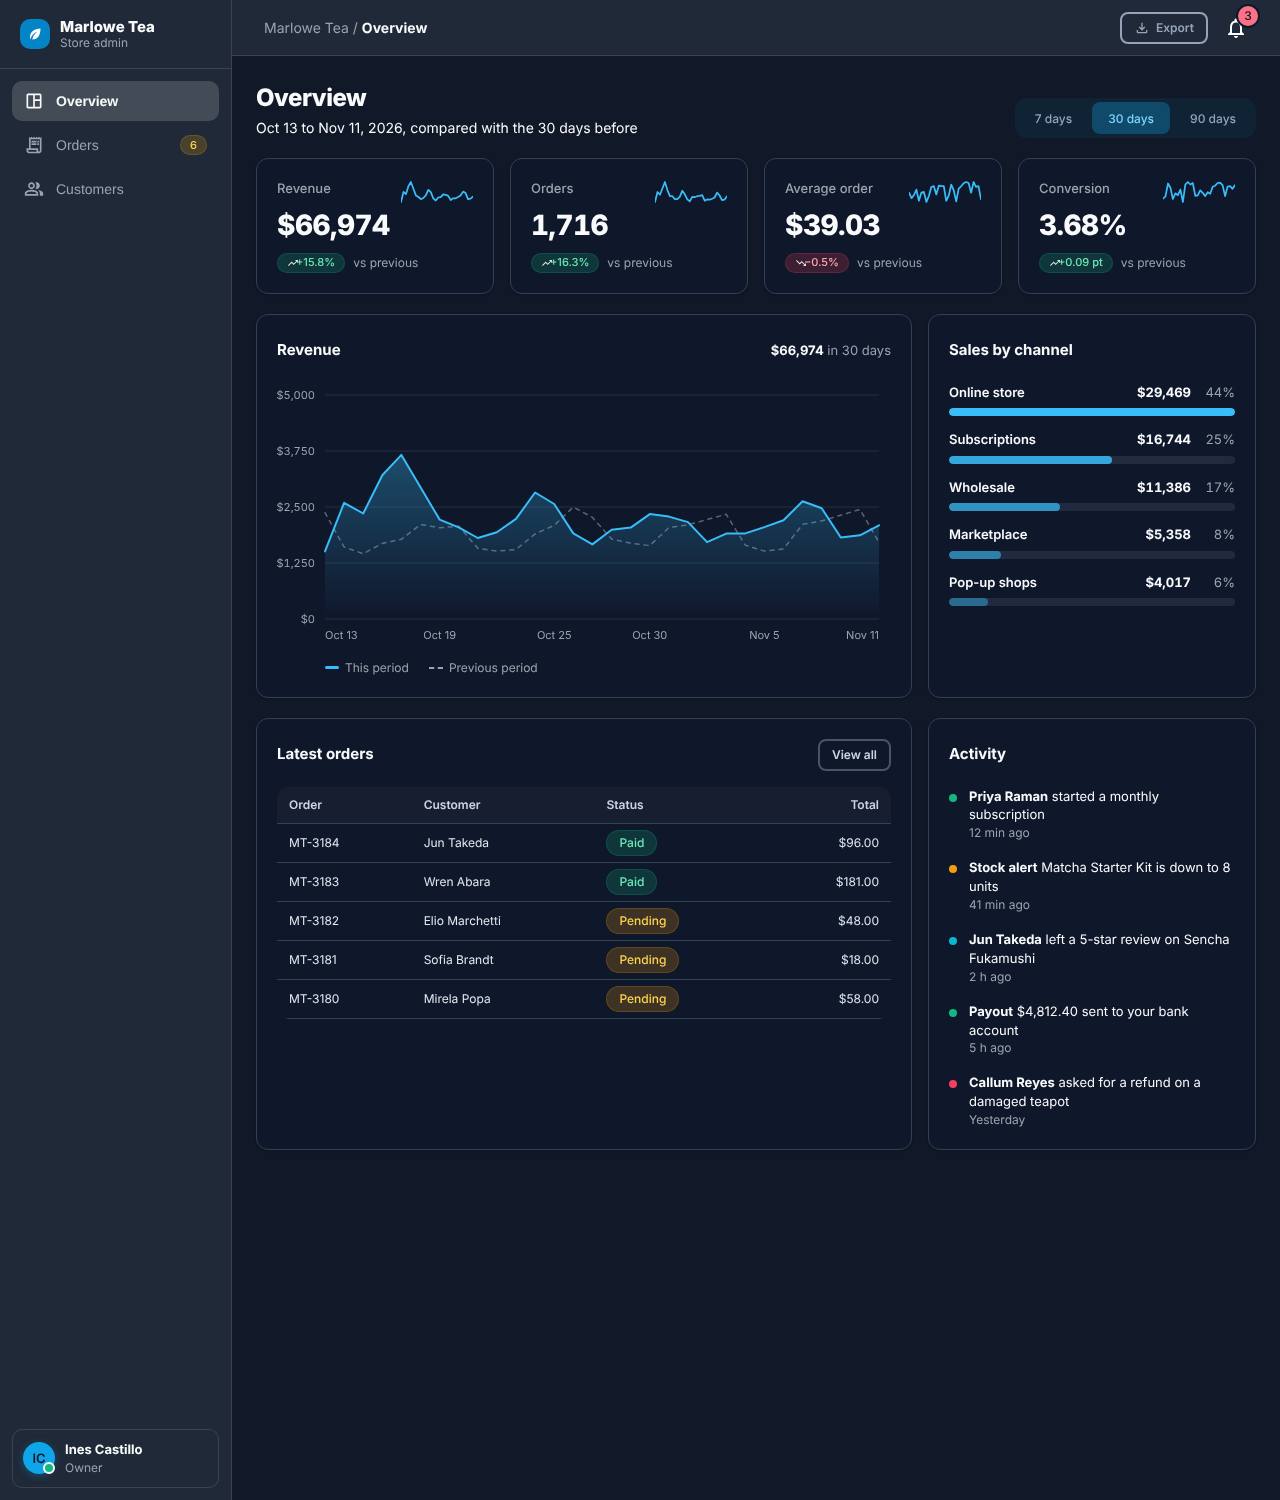 Marlowe Tea
Store admin
Overview
Orders 6
Customers
Ines Castillo
IC
Owner
Marlowe Tea / Overview
Export
3
Overview
Oct 13 to Nov 11, 2026, compared with the 30 days before
7 days 30 days 90 days
Revenue
$66,974
+15.8% vs previous
Orders
1,716
+16.3% vs previous
Average order
$39.03
-0.5% vs previous
Conversion
3.68%
+0.09 pt vs previous
Revenue
$66,974 in 30 days
$5,000
$3,750
$2,500
$1,250
$0
Oct 13 Oct 19 Oct 25 Oct 30 Nov 5 Nov 11
This period Previous period
Sales by channel
Online store $29,469 44%
Subscriptions $16,744 25%
Wholesale $11,386 17%
Marketplace $5,358 8%
Pop-up shops $4,017 6%
Latest orders
View all
Order Customer Status Total
MT-3184 Jun Takeda Paid $96.00
MT-3183 Wren Abara Paid $181.00
MT-3182 Elio Marchetti Pending $48.00
MT-3181 Sofia Brandt Pending $18.00
MT-3180 Mirela Popa Pending $58.00
Activity
Priya Raman started a monthly
subscription
12 min ago
Stock alert Matcha Starter Kit is down to 8
units
41 min ago
Jun Takeda left a 5-star review on Sencha
Fukamushi
2 h ago
Payout $4,812.40 sent to your bank
account
5 h ago
Callum Reyes asked for a refund on a
damaged teapot
Yesterday